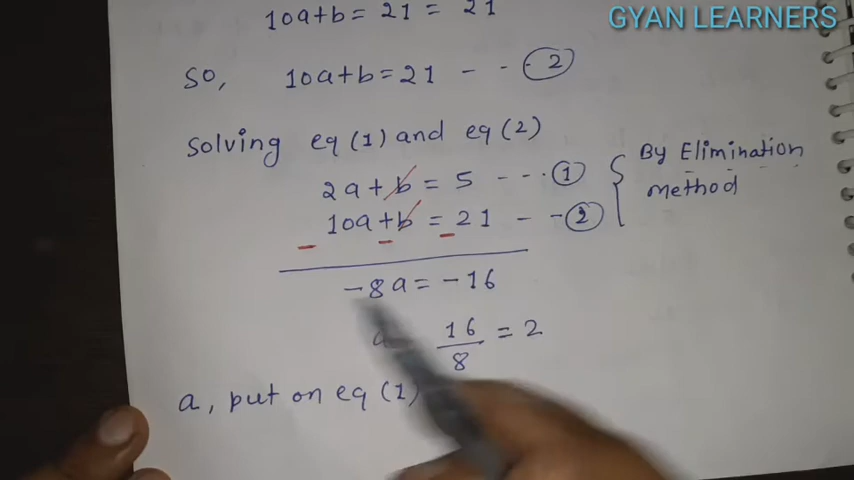 GYAN LEARNERS
10a+b = 21 = 21
So, 10a+b = 21 - - - (2)
Solving eq (1) and eq (2)
2a+b = 5 - - - (1)
10a+b = 21 - - (2)
By Elimination
method
- - -
-8a = -16
a 16/8 = 2
a, put on eq (1)